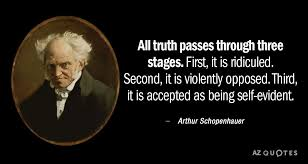 All truth passes through three
stages. First, it is ridiculed.
Second, it is violently opposed. Third,
it is accepted as being self-evident.
– Arthur Schopenhauer
AZ QUOTES